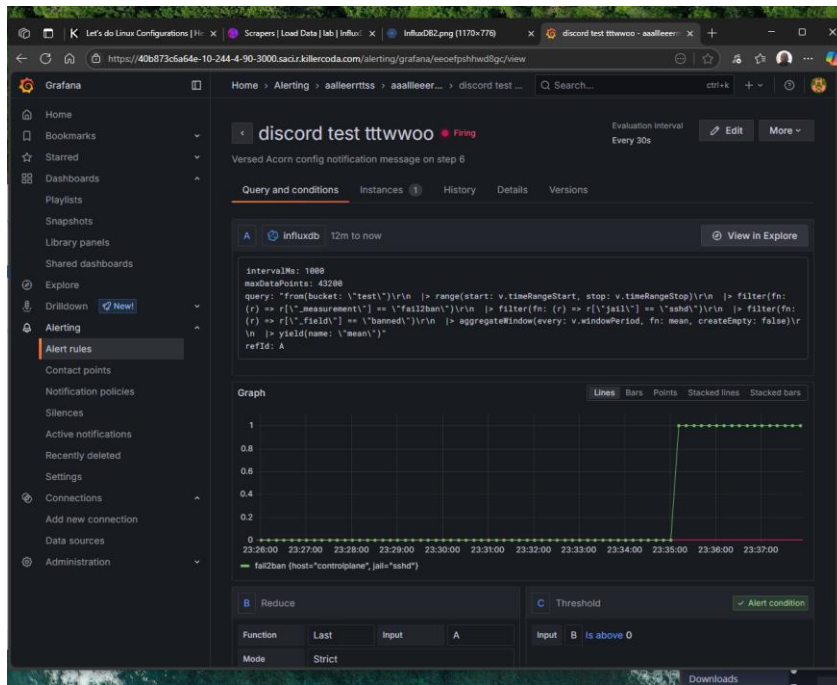 Let's do Linux Configurations | He
Scrapers | Load Data | lab | Influx
InfluxDB2.png (1170×776)
discord test tttwwoo - aaallleeerr
https://40b873c6a64e-10-244-4-90-3000.saci.r.killercoda.com/alerting/grafana/eeoefpshhwd8gc/view
Grafana
Home > Alerting > aalleerrttss > aaallleeer... > discord test ...
Search...
ctrl+k
Home
Bookmarks
Starred
Dashboards
Playlists
Snapshots
Library panels
Shared dashboards
Explore
Drilldown New!
Alerting
Alert rules
Contact points
Notification policies
Silences
Active notifications
Recently deleted
Settings
Connections
Add new connection
Data sources
Administration
discord test tttwwoo Firing
Evaluation interval
Every 30s
Edit
More
Versed Acorn config notification message on step 6
Query and conditions Instances 1 History Details Versions
A influxdb 12m to now
View in Explore
intervalMs: 1000
maxDataPoints: 43200
query: "from(bucket: \"test\")\r\n |> range(start: v.timeRangeStart, stop: v.timeRangeStop)\r\n |> filter(fn:
(r) => r[\"_measurement\"] == \"fail2ban\")\r\n |> filter(fn: (r) => r[\"jail\"] == \"sshd\")\r\n |> filter(fn:
(r) => r[\"_field\"] == \"banned\")\r\n |> aggregateWindow(every: v.windowPeriod, fn: mean, createEmpty: false)\r
\n |> yield(name: \"mean\")"
refId: A
Graph
Lines Bars Points Stacked lines Stacked bars
1
0.8
0.6
0.4
0.2
0
23:26:00 23:27:00 23:28:00 23:29:00 23:30:00 23:31:00 23:32:00 23:33:00 23:34:00 23:35:00 23:36:00 23:37:00
fail2ban {host="controlplane", jail="sshd"}
B Reduce
Function Last Input A
Mode Strict
C Threshold
Alert condition
Input B Is above 0
Downloads